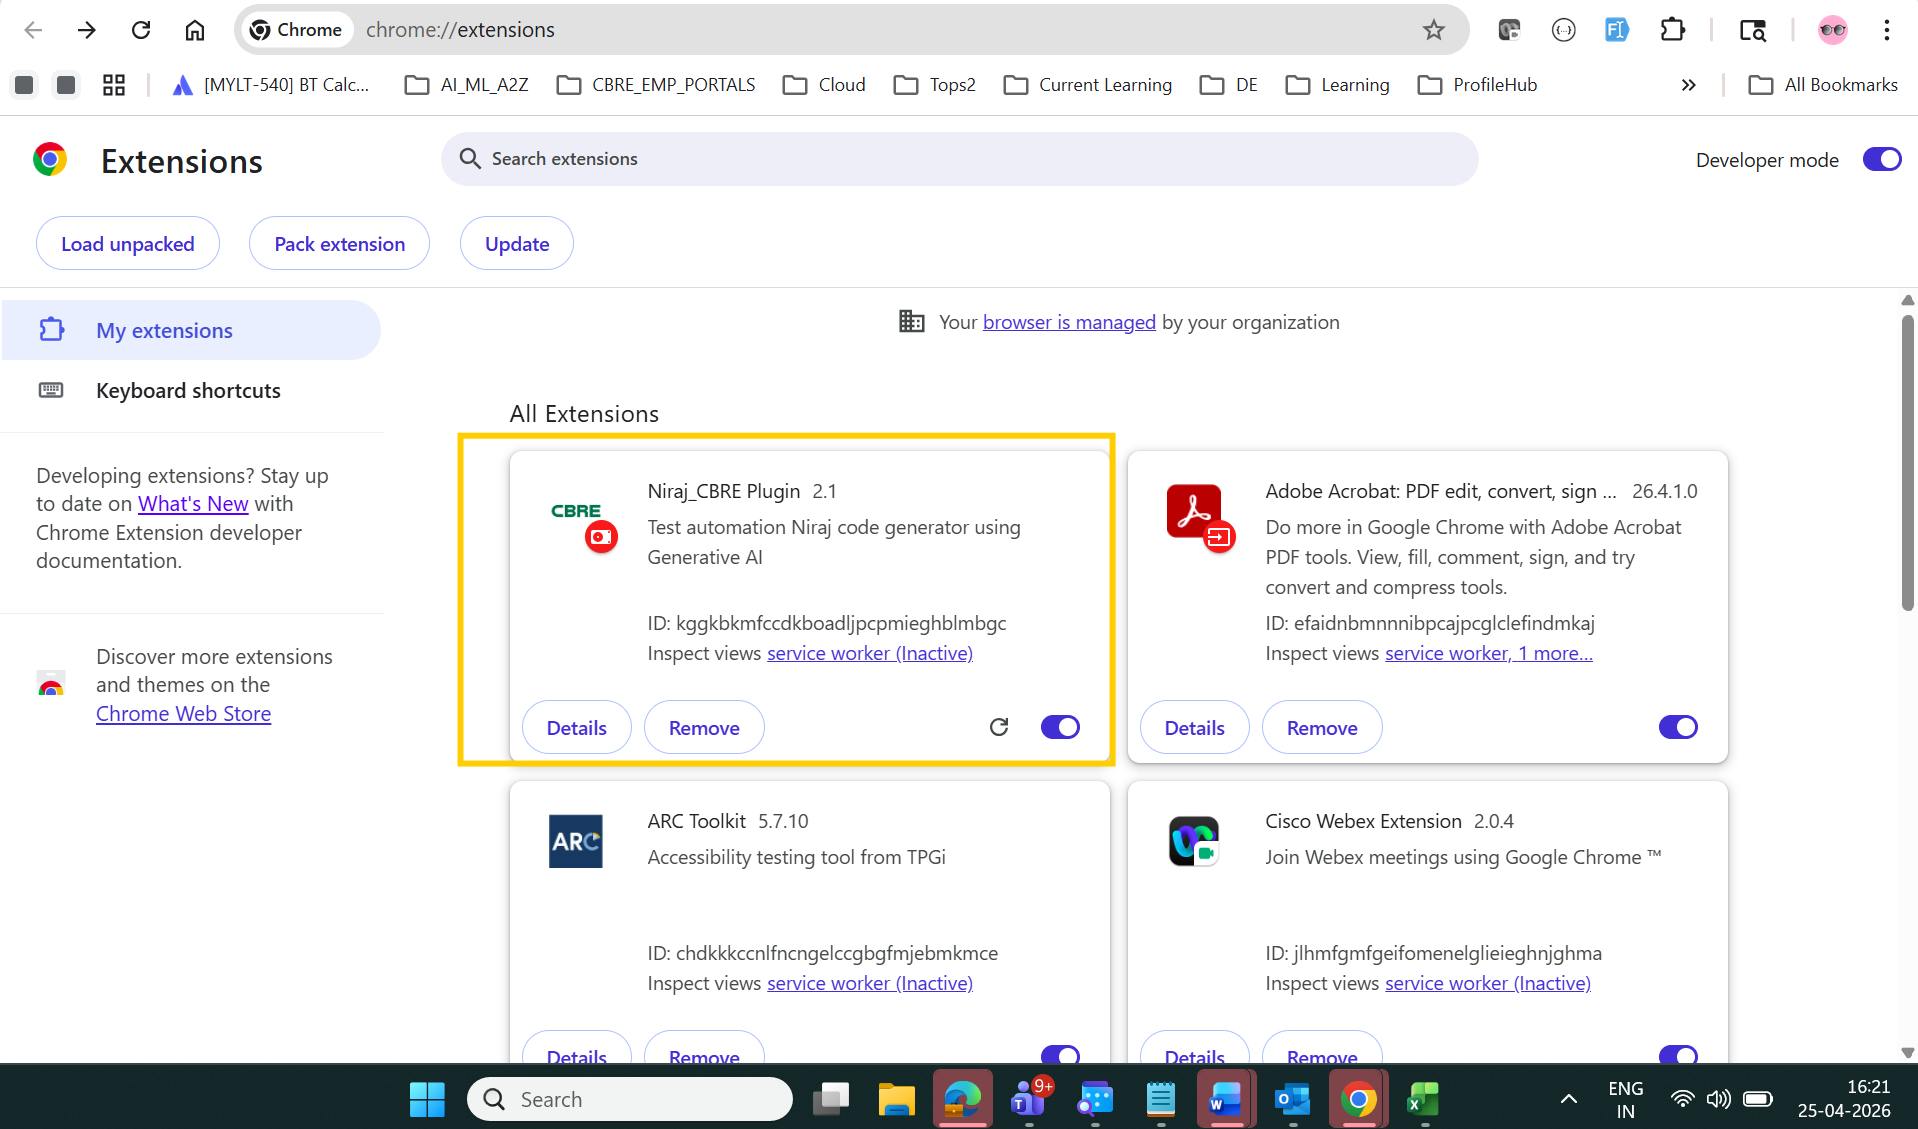 Chrome chrome://extensions
[MYLT-540] BT Calc... AI_ML_A2Z CBRE_EMP_PORTALS Cloud Tops2 Current Learning DE Learning ProfileHub » All Bookmarks
Extensions
Search extensions
Developer mode
Load unpacked Pack extension Update
My extensions
Keyboard shortcuts
Developing extensions? Stay up
to date on What's New with
Chrome Extension developer
documentation.
Discover more extensions
and themes on the
Chrome Web Store
Your browser is managed by your organization
All Extensions
CBRE
Niraj_CBRE Plugin 2.1
Test automation Niraj code generator using
Generative AI
ID: kggkbkmfccdkboadljpcpmieghblmbgc
Inspect views service worker (Inactive)
Details Remove
Adobe Acrobat: PDF edit, convert, sign ... 26.4.1.0
Do more in Google Chrome with Adobe Acrobat
PDF tools. View, fill, comment, sign, and try
convert and compress tools.
ID: efaidnbmnnnibpcajpcglclefindmkaj
Inspect views service worker, 1 more...
Details Remove
ARC
ARC Toolkit 5.7.10
Accessibility testing tool from TPGi
ID: chdkkkccnlfncngelccgbgfmjebmkmce
Inspect views service worker (Inactive)
Details Remove
Cisco Webex Extension 2.0.4
Join Webex meetings using Google Chrome ™
ID: jlhmfgmfgeifomenelglieieghnjghma
Inspect views service worker (Inactive)
Details Remove
Search
9+
ENG
IN
16:21
25-04-2026